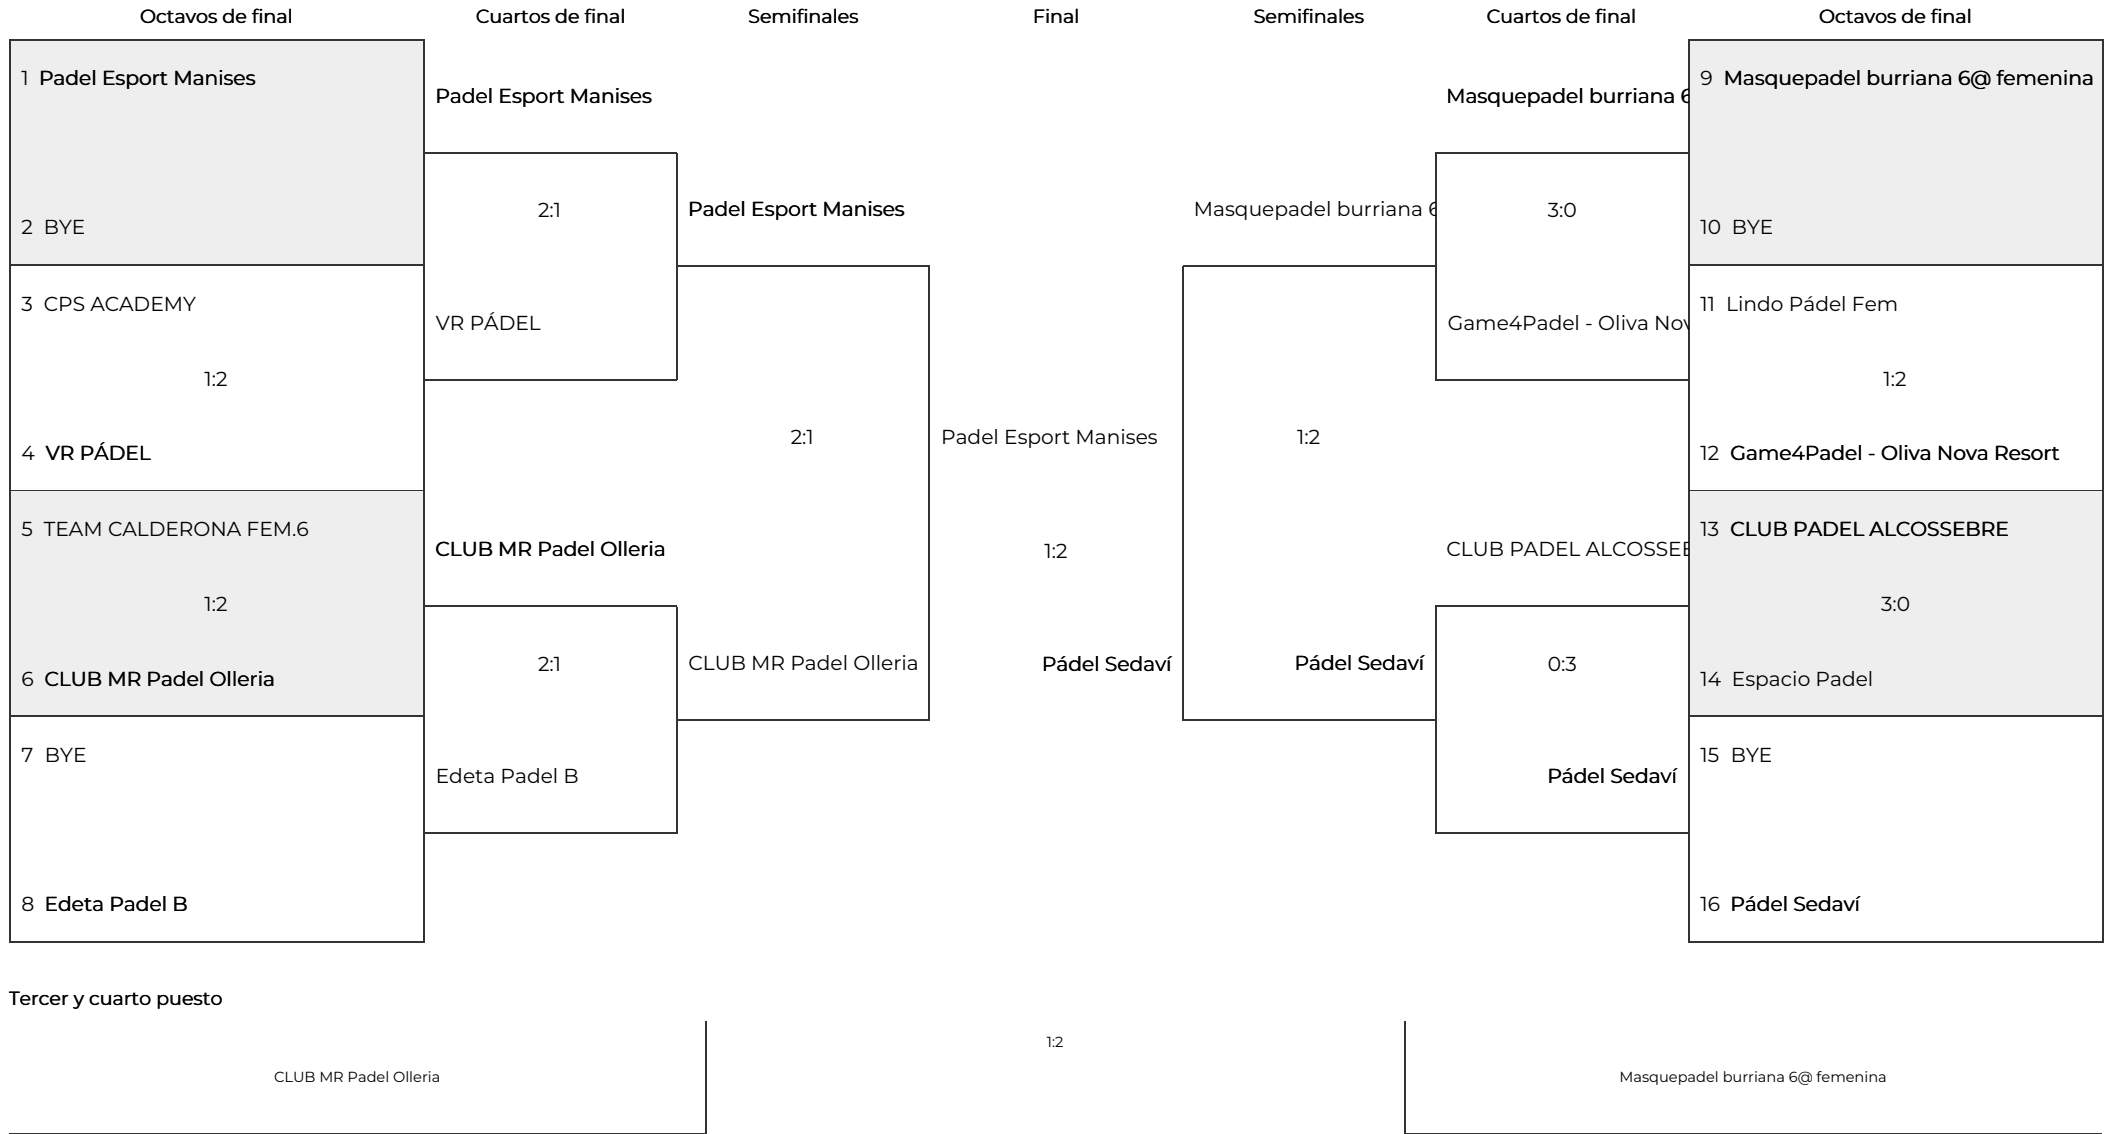 Octavos de final
Cuartos de final
Semifinales
Final
Semifinales
Cuartos de final
Octavos de final
1 Padel Esport Manises
2 BYE
3 CPS ACADEMY
1:2
4 VR PÁDEL
5 TEAM CALDERONA FEM.6
1:2
6 CLUB MR Padel Olleria
7 BYE
8 Edeta Padel B
Padel Esport Manises
2:1
VR PÁDEL
CLUB MR Padel Olleria
2:1
Edeta Padel B
Padel Esport Manises
2:1
CLUB MR Padel Olleria
Padel Esport Manises
1:2
Pádel Sedaví
Masquepadel burriana 6
1:2
Pádel Sedaví
Masquepadel burriana 6
3:0
Game4Padel - Oliva Nov
CLUB PADEL ALCOSSEB
0:3
Pádel Sedaví
9 Masquepadel burriana 6@ femenina
10 BYE
11 Lindo Pádel Fem
1:2
12 Game4Padel - Oliva Nova Resort
13 CLUB PADEL ALCOSSEBRE
3:0
14 Espacio Padel
15 BYE
16 Pádel Sedaví
Tercer y cuarto puesto
CLUB MR Padel Olleria
1:2
Masquepadel burriana 6@ femenina